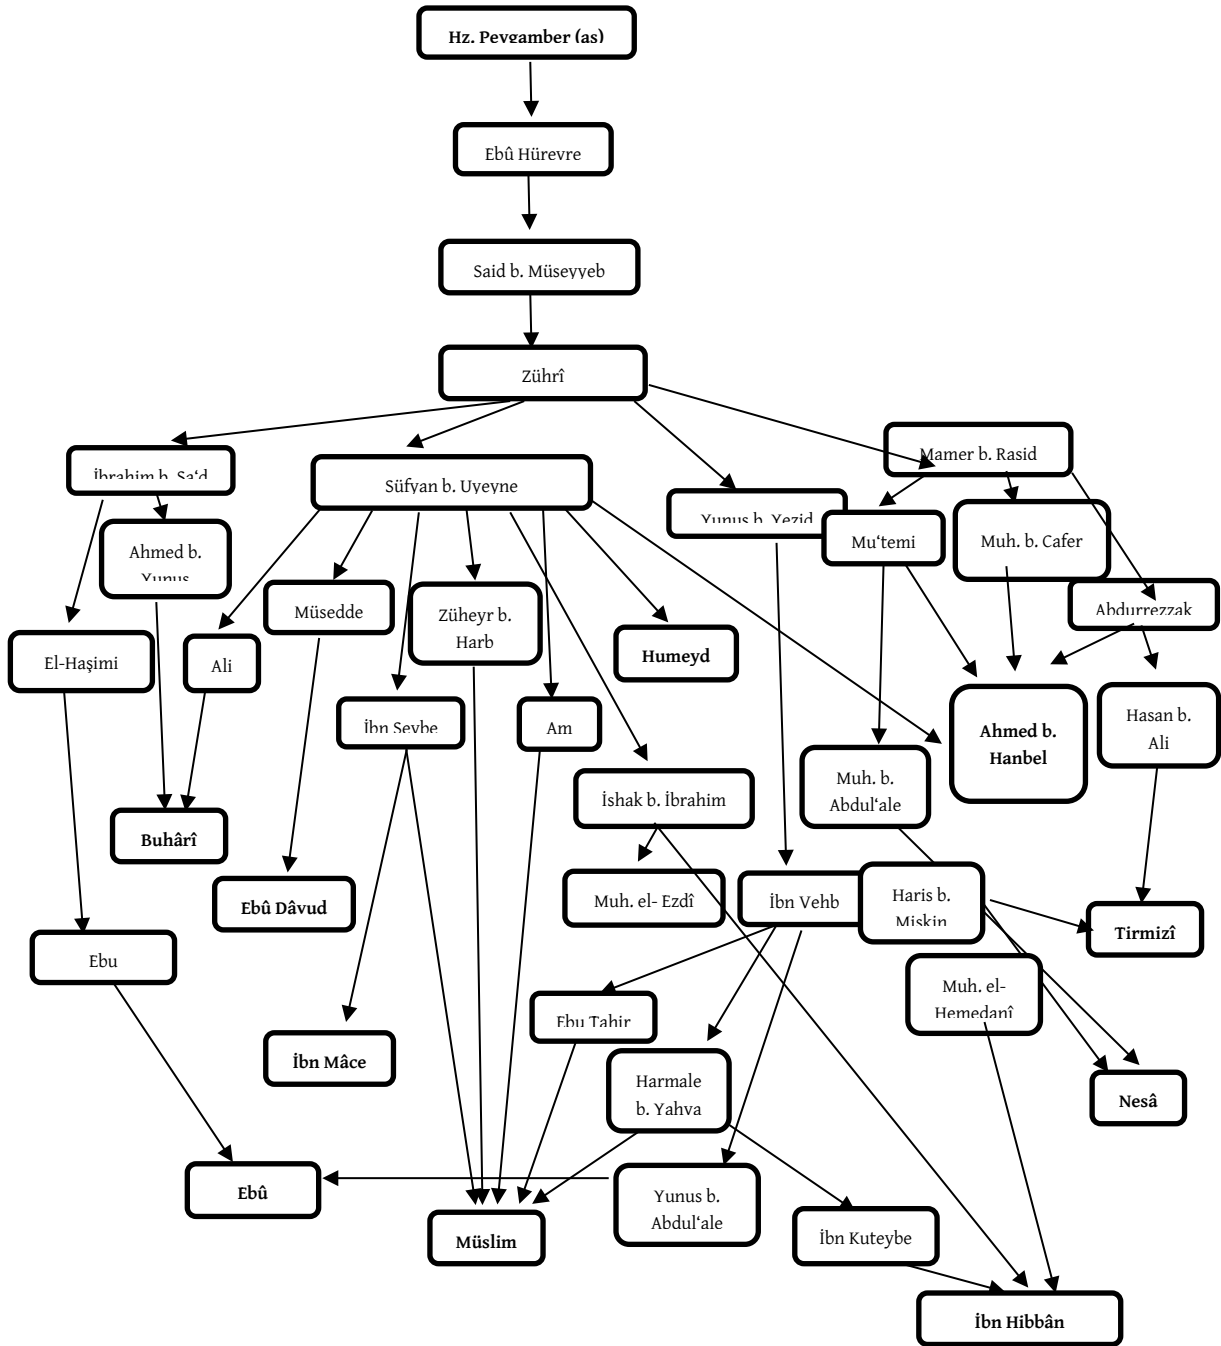 Hz. Peygamber (as)
Ebû Hüreyre
Said b. Müseyyeb
Zührî
Mamer b. Rasid
İbrahim b. Sa‘d
Süfyan b. Uyeyne
Yunus b. Yezid
Mu‘temi
Muh. b. Cafer
Ahmed b.
Yunus
Müsedde
Züheyr b.
Harb
Abdurrezzak
El-Haşimi
Ali
Humeyd
İbn Şeybe
Am
Ahmed b.
Hanbel
Hasan b.
Ali
Muh. b.
Abdul‘ale
İshak b. İbrahim
Buhârî
Ebû Dâvud
Muh. el- Ezdî
İbn Vehb
Haris b.
Miskin
Tirmizî
Ebu
Muh. el-
Hemedanî
Ebu Tahir
İbn Mâce
Harmale
b. Yahya
Nesâ
Ebû
Yunus b.
Abdul‘ale
Müslim
İbn Kuteybe
İbn Hibbân